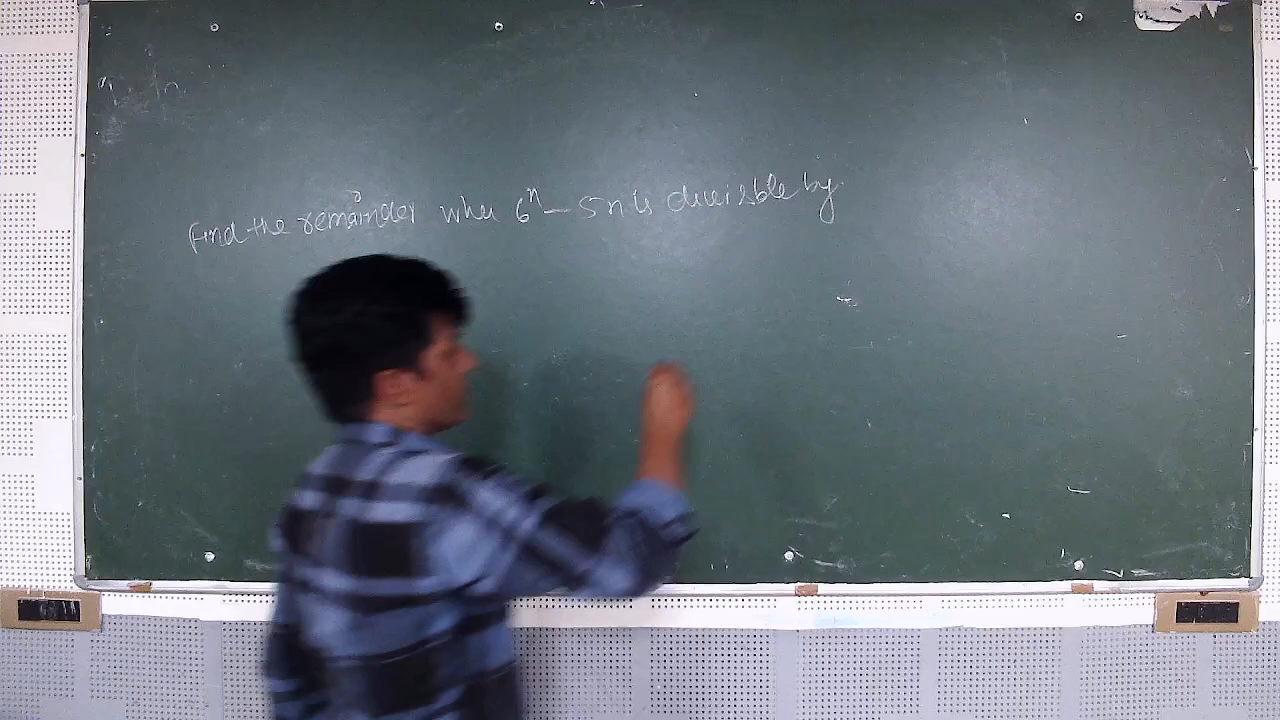 Find the remainder when 6ⁿ - 5n is divisible by